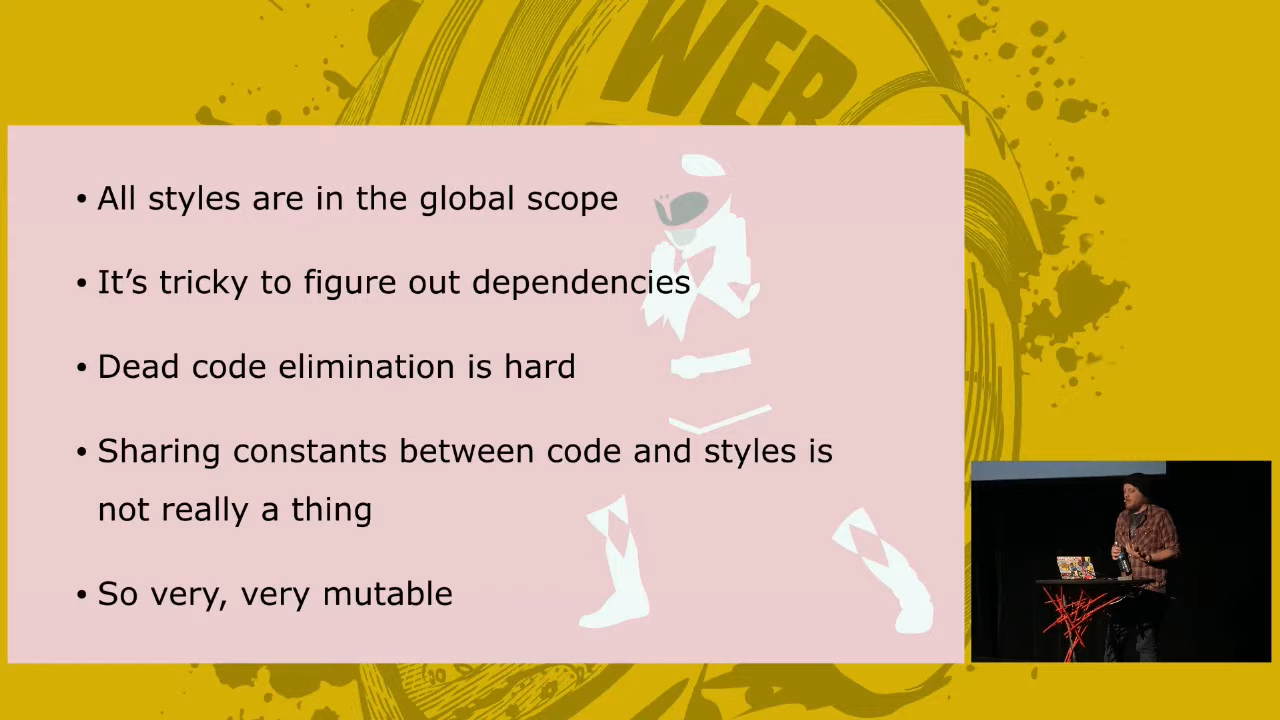 WEB
• All styles are in the global scope
• It’s tricky to figure out dependencies
• Dead code elimination is hard
• Sharing constants between code and styles is
not really a thing
• So very, very mutable